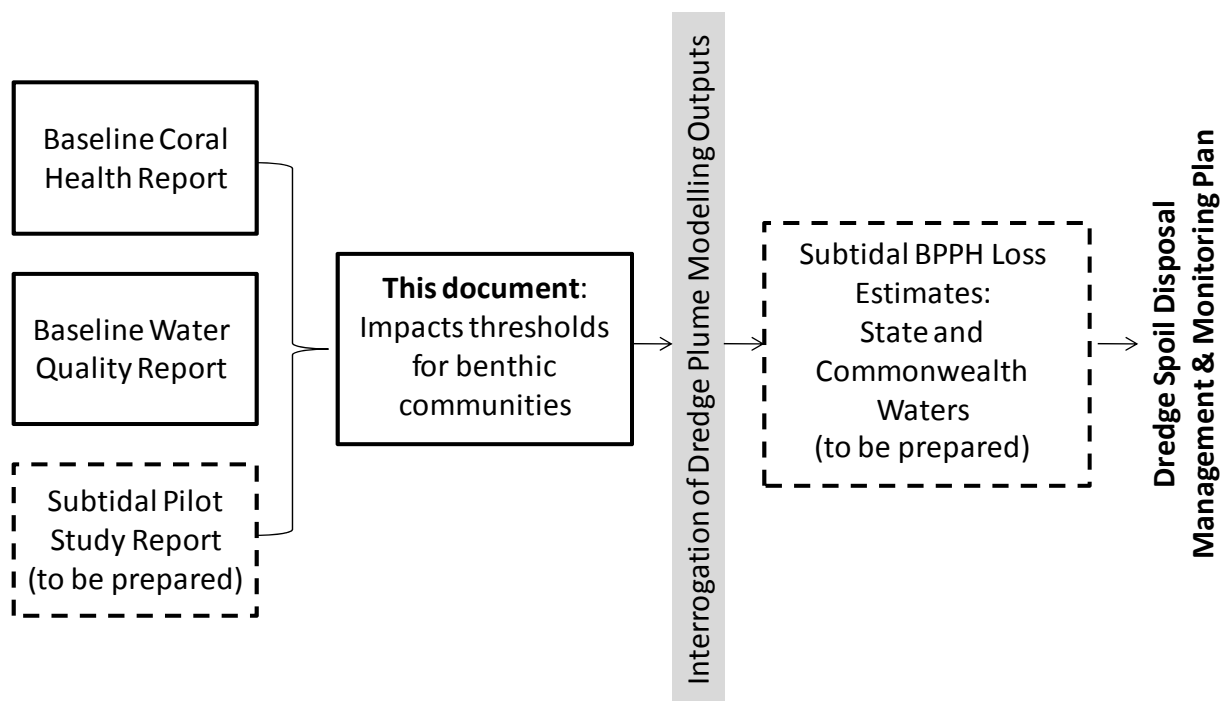 Baseline Coral
Health Report
Baseline Water
Quality Report
Subtidal Pilot
Study Report
(to be prepared)
This document:
Impacts thresholds
for benthic
communities
Interrogation of Dredge Plume Modelling Outputs
Subtidal BPPH Loss
Estimates:
State and
Commonwealth
Waters
(to be prepared)
Dredge Spoil Disposal
Management & Monitoring Plan